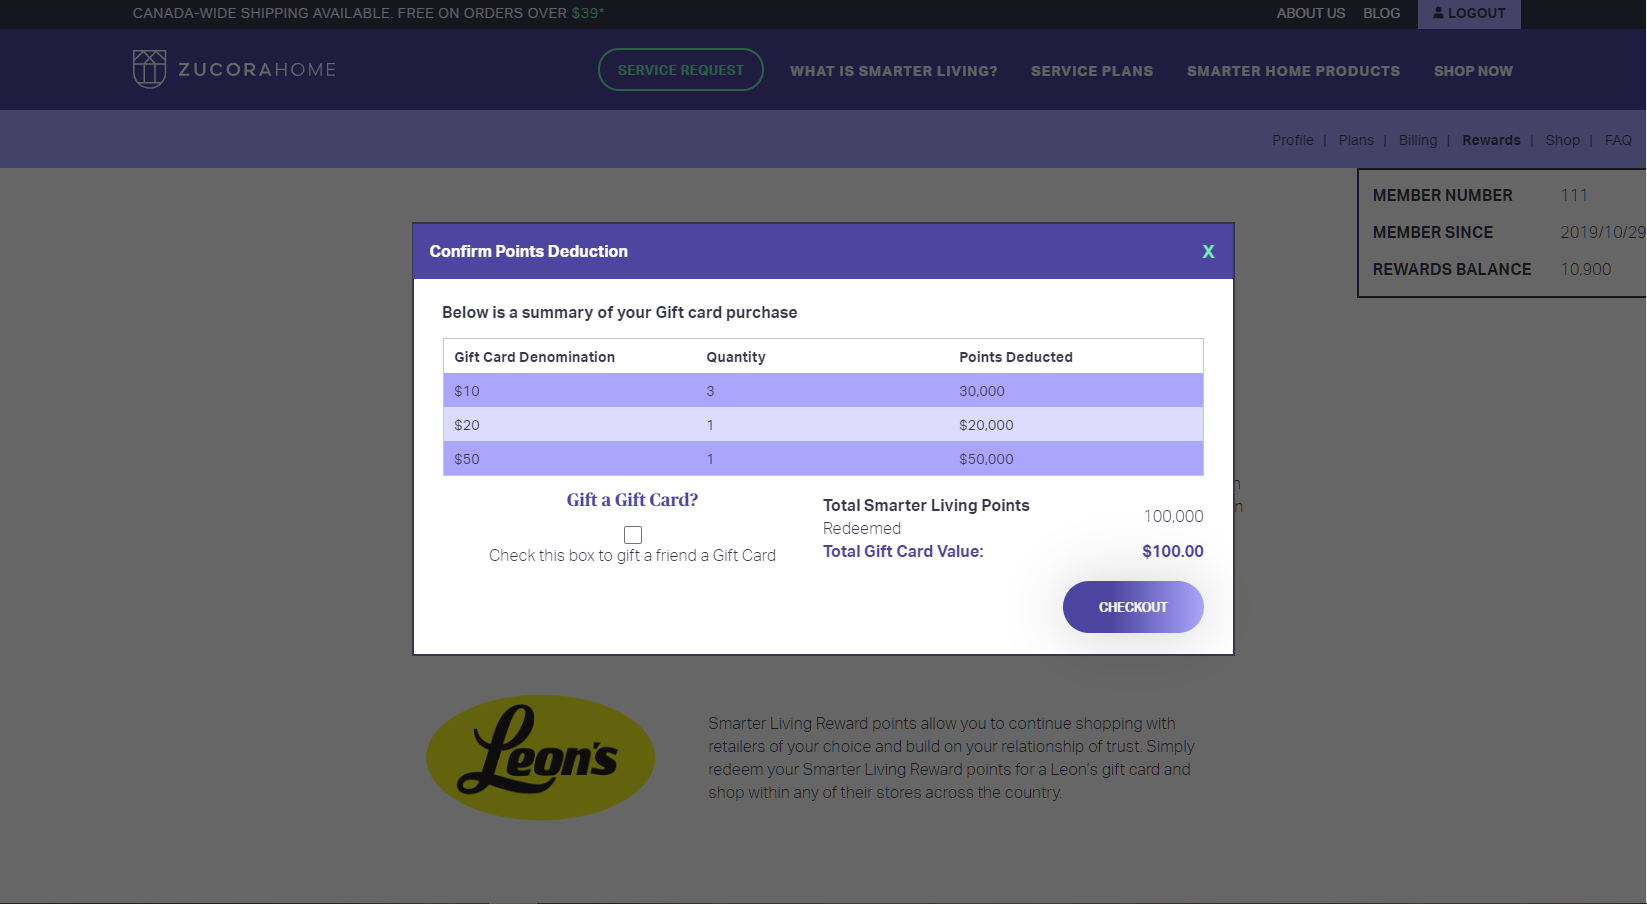 CANADA-WIDE SHIPPING AVAILABLE. FREE ON ORDERS OVER $39*
ABOUT US BLOG LOGOUT
ZUCORAHOME
SERVICE REQUEST WHAT IS SMARTER LIVING? SERVICE PLANS SMARTER HOME PRODUCTS SHOP NOW
Profile | Plans | Billing | Rewards | Shop | FAQ
MEMBER NUMBER 111
MEMBER SINCE 2019/10/29
REWARDS BALANCE 10,900
Confirm Points Deduction X
Below is a summary of your Gift card purchase
Gift Card Denomination Quantity Points Deducted
$10 3 30,000
$20 1 $20,000
$50 1 $50,000
Gift a Gift Card?
Check this box to gift a friend a Gift Card
Total Smarter Living Points
Redeemed 100,000
Total Gift Card Value: $100.00
CHECKOUT
Leon's
Smarter Living Reward points allow you to continue shopping with
retailers of your choice and build on your relationship of trust. Simply
redeem your Smarter Living Reward points for a Leon's gift card and
shop within any of their stores across the country.